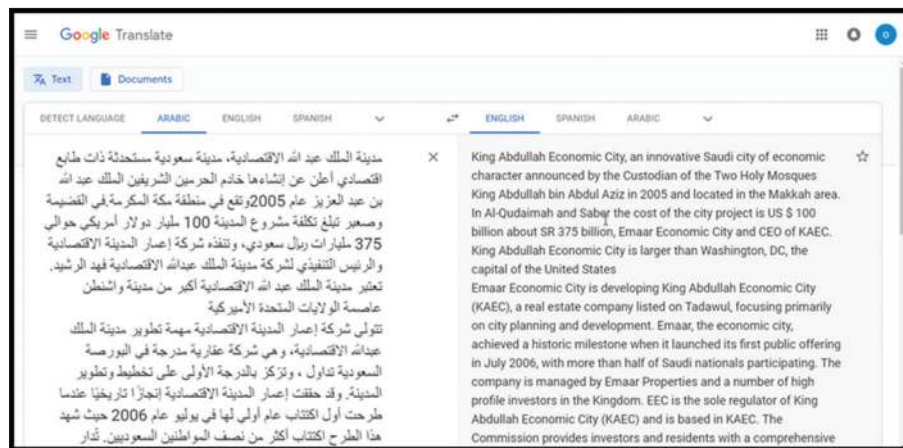 Google Translate
Text
Documents
DETECT LANGUAGE ARABIC ENGLISH SPANISH
ENGLISH SPANISH ARABIC
مدينة الملك عبد الله الاقتصادية، مدينة سعودية مستحدثة ذات طابع
اقتصادي أعلن عن إنشاءها خادم الحرمين الشريفين الملك عبد الله
بن عبد العزيز عام 2005وتقع في منطقة مكة المكرمة.في القضيمة
وصعبر تبلغ تكلفة مشروع المدينة 100 مليار دولار أمريكي حوالي
375 مليارات ريال سعودي، وتنفذه شركة إعمار المدينة الاقتصادية
والرئيس التنفيذي لشركة مدينة الملك عبدالله الاقتصادية فهد الرشيد.
تعتبر مدينة الملك عبد الله الاقتصادية أكبر من مدينة واشنطن
عاصمة الولايات المتحدة الأميركية
تتولى شركة إعمار المدينة الاقتصادية مهمة تطوير مدينة الملك
عبدالله الاقتصادية، وهي شركة عقارية مدرجة في البورصة
السعودية تداول ، وتركز بالدرجة الأولى على تخطيط وتطوير
المدينة. وقد حققت إعمار المدينة الاقتصادية إنجازًا تاريخيًا عندما
طرحت أول اكتتاب عام أولي لها في يوليو عام 2006 حيث شهد
هذا الطرح اكتتاب أكثر من نصف المواطنين السعوديين. تُدار
King Abdullah Economic City, an innovative Saudi city of economic
character announced by the Custodian of the Two Holy Mosques
King Abdullah bin Abdul Aziz in 2005 and located in the Makkah area.
In Al-Qudaimah and Saber the cost of the city project is US $ 100
billion about SR 375 billion, Emaar Economic City and CEO of KAEC.
King Abdullah Economic City is larger than Washington, DC, the
capital of the United States
Emaar Economic City is developing King Abdullah Economic City
(KAEC), a real estate company listed on Tadawul, focusing primarily
on city planning and development. Emaar, the economic city,
achieved a historic milestone when it launched its first public offering
in July 2006, with more than half of Saudi nationals participating. The
company is managed by Emaar Properties and a number of high
profile investors in the Kingdom. EEC is the sole regulator of King
Abdullah Economic City (KAEC) and is based in KAEC. The
Commission provides investors and residents with a comprehensive